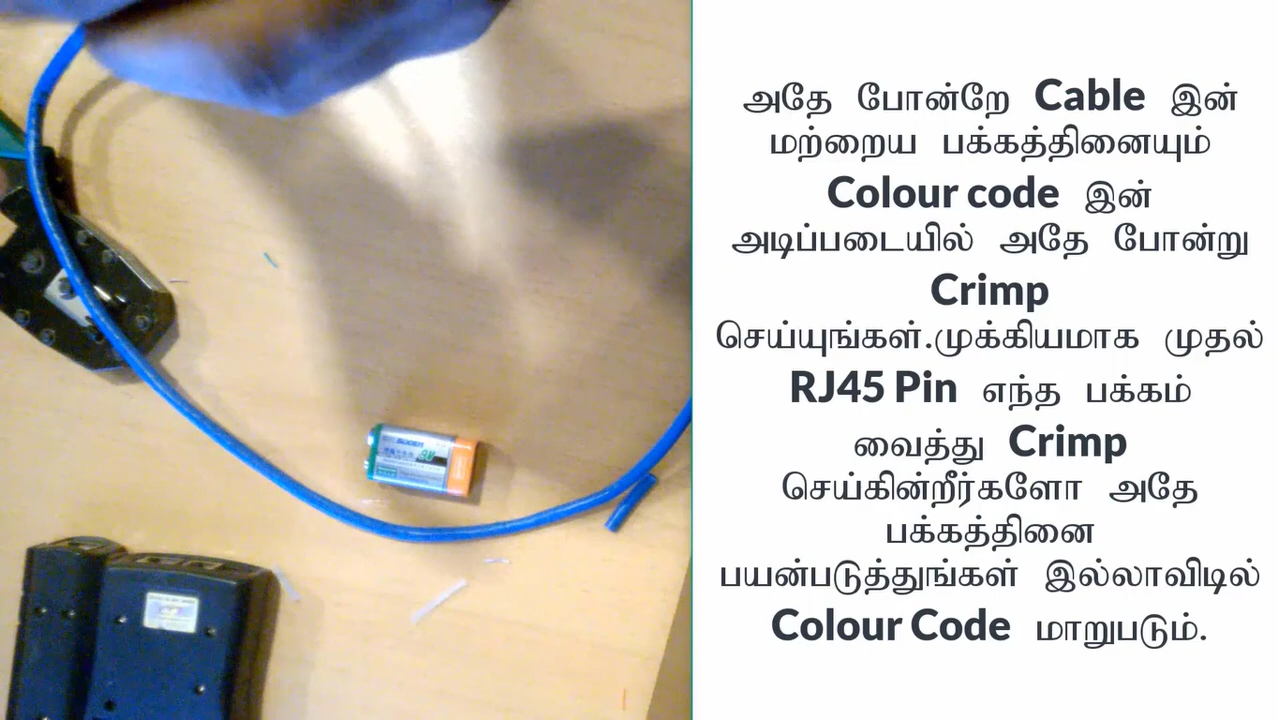 அதே போன்றே Cable இன்
மற்றைய பக்கத்தினையும்
Colour code இன்
அடிப்படையில் அதே போன்று
Crimp
செய்யுங்கள்.முக்கியமாக முதல்
RJ45 Pin எந்த பக்கம்
வைத்து Crimp
செய்கின்றீர்களோ அதே
பக்கத்தினை
பயன்படுத்துங்கள் இல்லாவிடில்
Colour Code மாறுபடும்.
9V